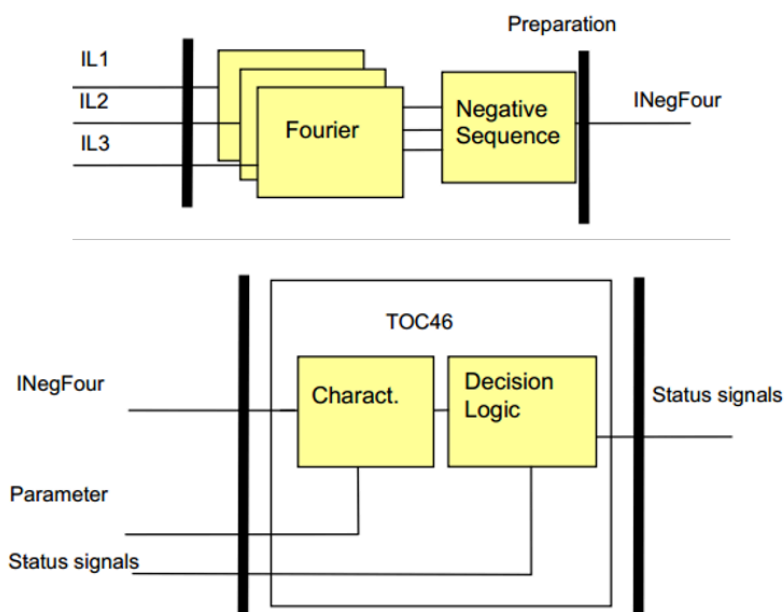 Preparation
IL1
IL2
IL3
Fourier
Negative
Sequence
INegFour
TOC46
INegFour
Charact.
Decision
Logic
Status signals
Parameter
Status signals